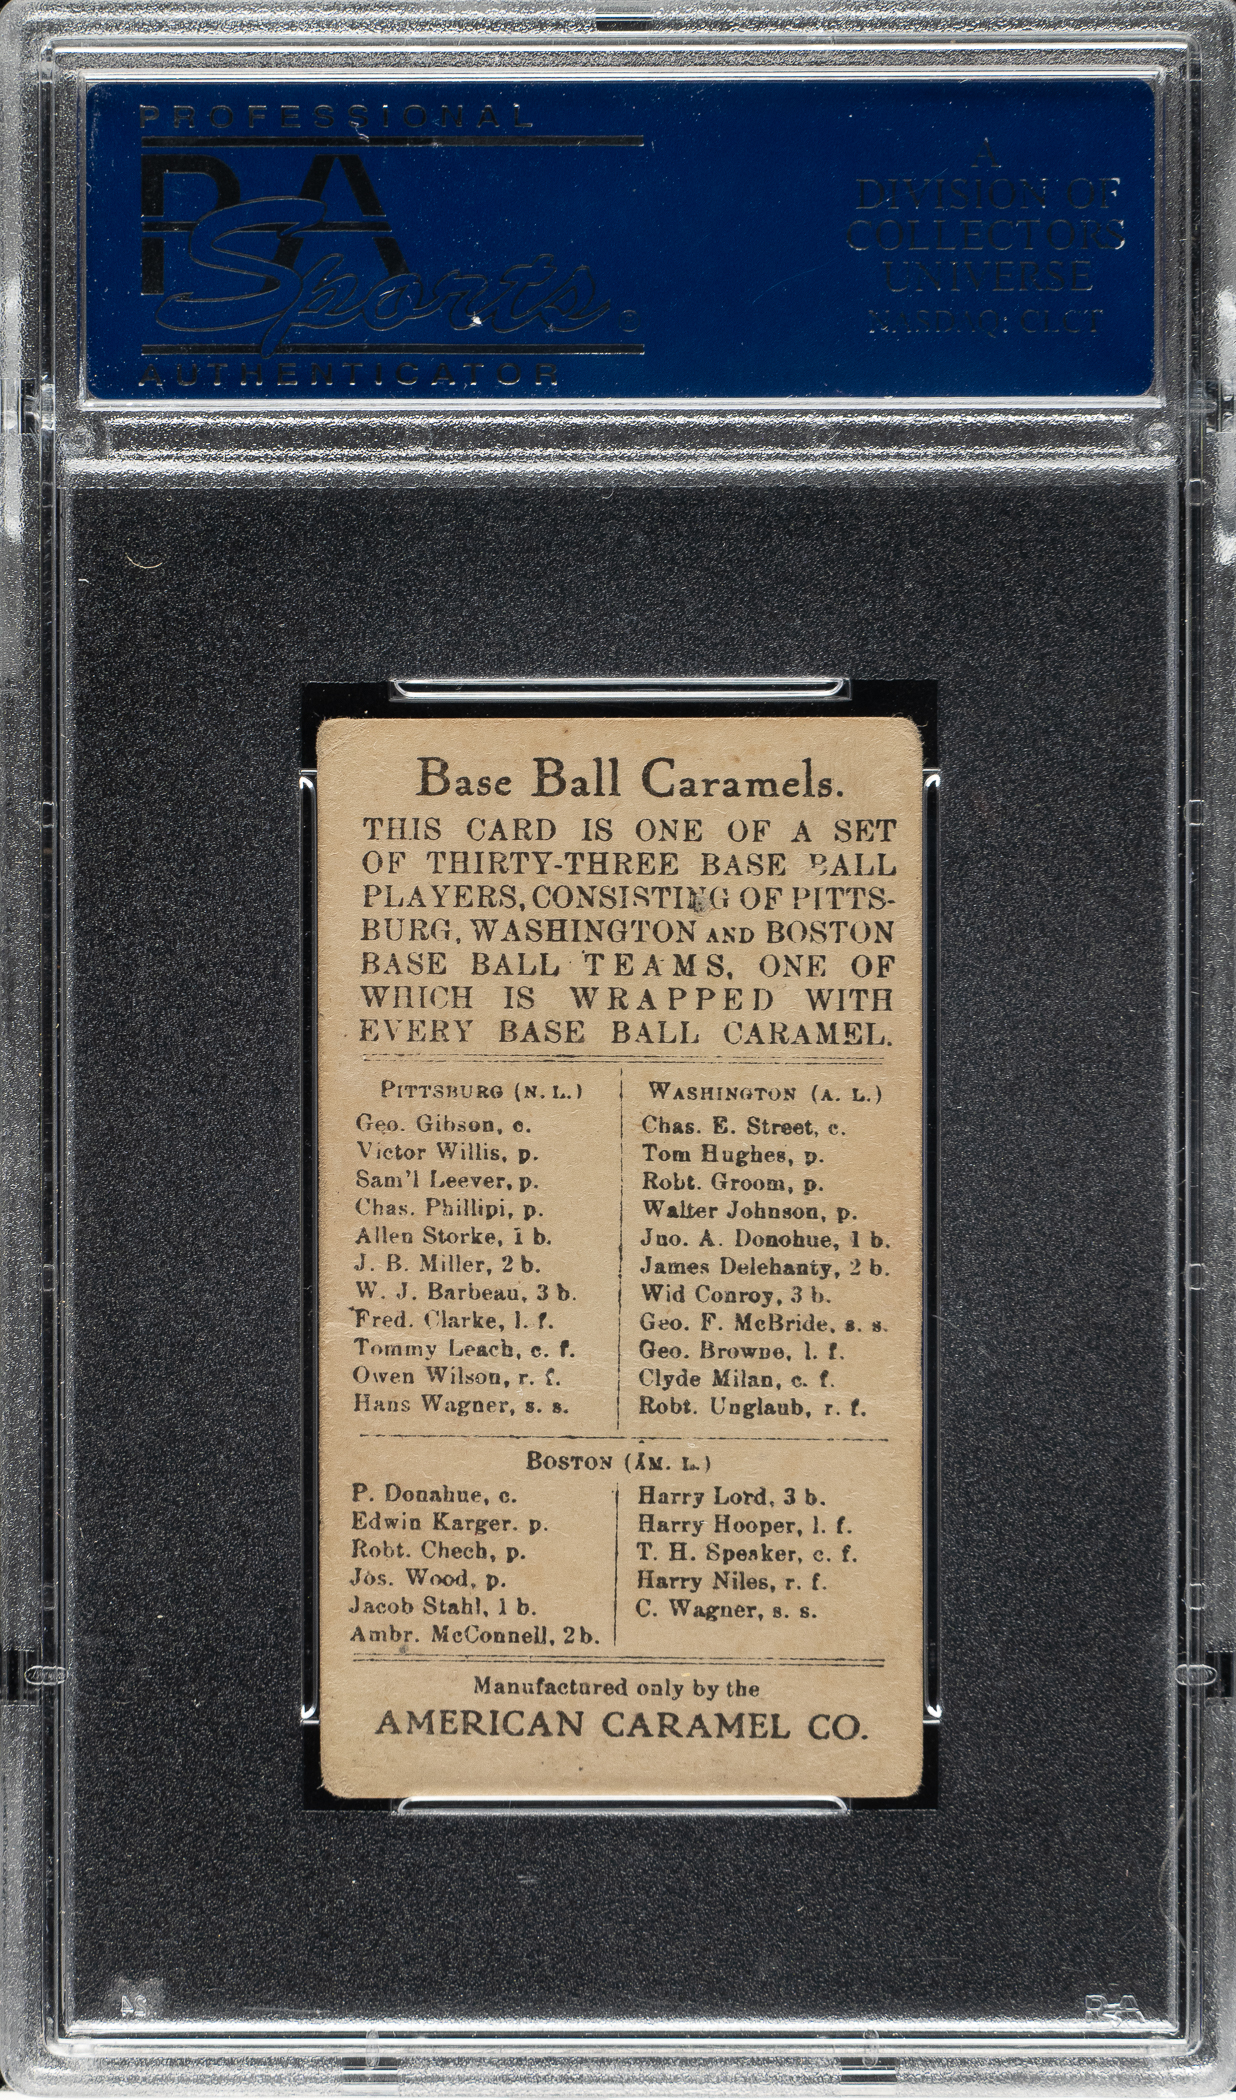 PROFESSIONAL
PSA
Sports
AUTHENTICATOR
A
DIVISION OF
COLLECTORS
UNIVERSE
NASDAQ: CLCT
Base Ball Caramels.
THIS CARD IS ONE OF A SET
OF THIRTY-THREE BASE BALL
PLAYERS, CONSISTING OF PITTS-
BURG, WASHINGTON AND BOSTON
BASE BALL TEAMS, ONE OF
WHICH IS WRAPPED WITH
EVERY BASE BALL CARAMEL.
PITTSBURG (N. L.)
Geo. Gibson, c.
Victor Willis, p.
Sam'l Leever, p.
Chas. Phillipi, p.
Allen Storke, 1 b.
J. B. Miller, 2 b.
W. J. Barbeau, 3 b.
Fred. Clarke, l. f.
Tommy Leach, c. f.
Owen Wilson, r. f.
Hans Wagner, s. s.
WASHINGTON (A. L.)
Chas. E. Street, c.
Tom Hughes, p.
Robt. Groom, p.
Walter Johnson, p.
Jno. A. Donohue, 1 b.
James Delehanty, 2 b.
Wid Conroy, 3 b.
Geo. F. McBride, s. s.
Geo. Browne, l. f.
Clyde Milan, c. f.
Robt. Unglaub, r. f.
BOSTON (AM. L.)
P. Donahue, c.
Edwin Karger. p.
Robt. Chech, p.
Jos. Wood, p.
Jacob Stahl, 1 b.
Ambr. McConnell, 2 b.
Harry Lord, 3 b.
Harry Hooper, l. f.
T. H. Speaker, c. f.
Harry Niles, r. f.
C. Wagner, s. s.
Manufactured only by the
AMERICAN CARAMEL CO.
PSA